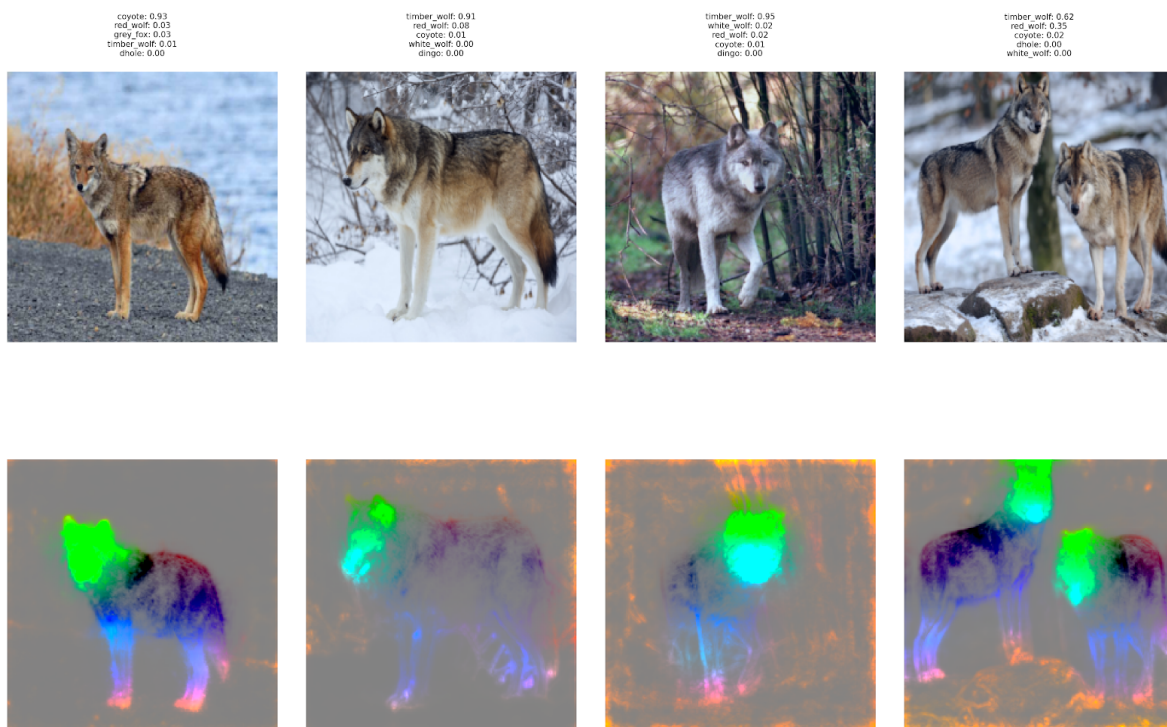 coyote: 0.93
red_wolf: 0.03
grey_fox: 0.03
timber_wolf: 0.01
dhole: 0.00
timber_wolf: 0.91
red_wolf: 0.08
coyote: 0.01
white_wolf: 0.00
dingo: 0.00
timber_wolf: 0.95
white_wolf: 0.02
red_wolf: 0.02
coyote: 0.01
dingo: 0.00
timber_wolf: 0.62
red_wolf: 0.35
coyote: 0.02
dhole: 0.00
white_wolf: 0.00